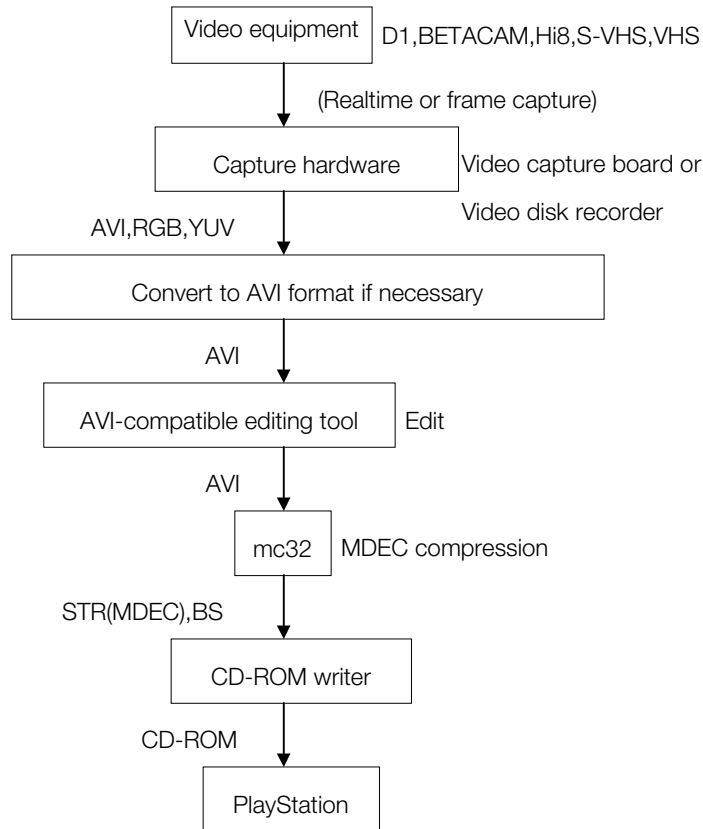 Video equipment
D1,BETACAM,Hi8,S-VHS,VHS
(Realtime or frame capture)
Capture hardware
Video capture board or
Video disk recorder
AVI,RGB,YUV
Convert to AVI format if necessary
AVI
AVI-compatible editing tool
Edit
AVI
mc32
MDEC compression
STR(MDEC),BS
CD-ROM writer
CD-ROM
PlayStation